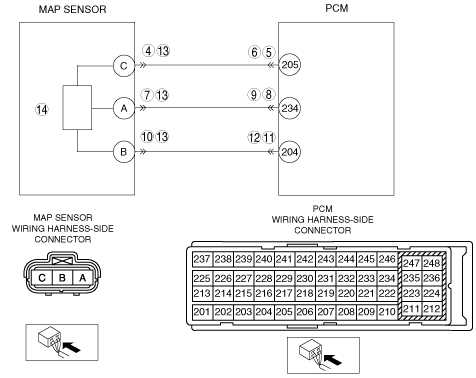 MAP SENSOR
PCM
4 13
6 5
C
205
7 13
9 8
14
A
234
10 13
12 11
B
204
MAP SENSOR
WIRING HARNESS-SIDE
CONNECTOR
PCM
WIRING HARNESS-SIDE
CONNECTOR
C B A
237 238 239 240 241 242 243 244 245 246 247 248
225 226 227 228 229 230 231 232 233 234 235 236
213 214 215 216 217 218 219 220 221 222 223 224
201 202 203 204 205 206 207 208 209 210 211 212